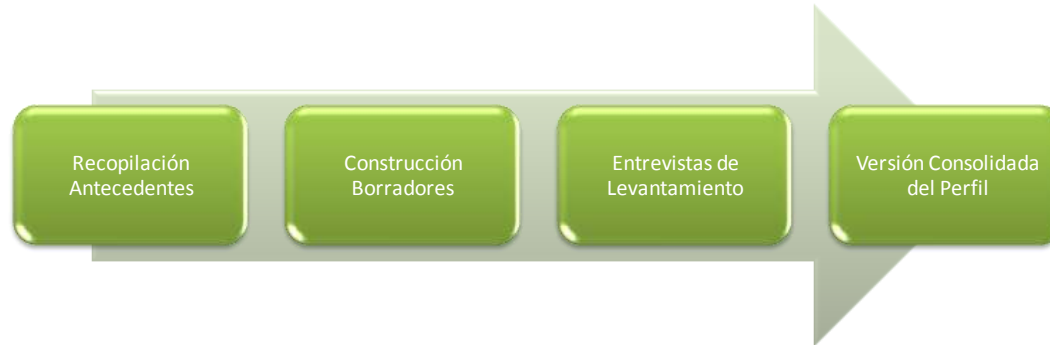 Recopilación
Antecedentes
Construcción
Borradores
Entrevistas de
Levantamiento
Versión Consolidada
del Perfil